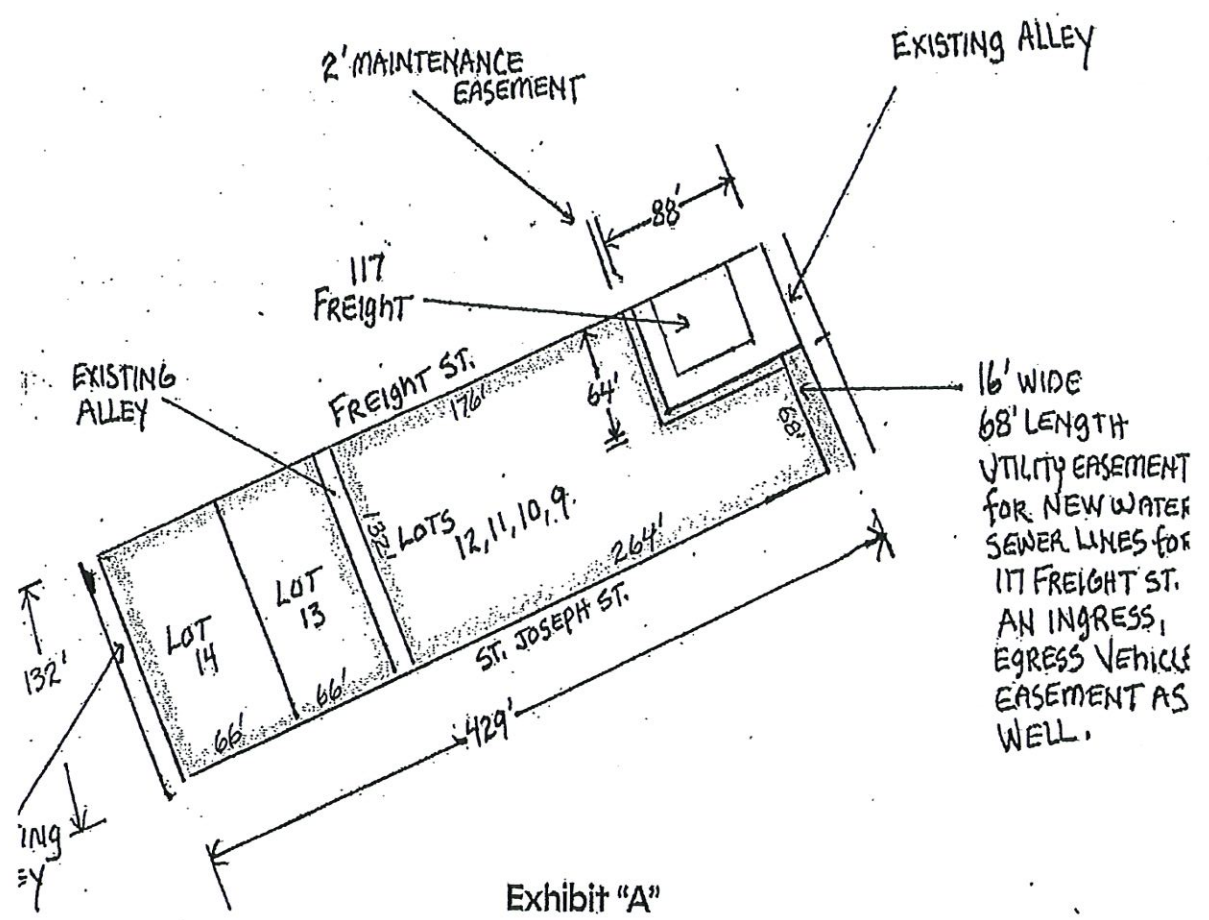 2' MAINTENANCE
EASEMENT
EXISTING ALLEY
88'
117
FREIGHT
EXISTING
ALLEY
FREIGHT ST.
176'
64'
68'
16' WIDE
68' LENGTH
UTILITY EASEMENT
FOR NEW WATER
SEWER LINES FOR
117 FREIGHT ST.
AN INGRESS,
EGRESS VEHICLE
EASEMENT AS
WELL.
132'
LOTS
12, 11, 10, 9.
264'
ST. JOSEPH ST.
LOT
13
LOT
14
66'
66'
132'
429'
ING
EY
Exhibit "A"